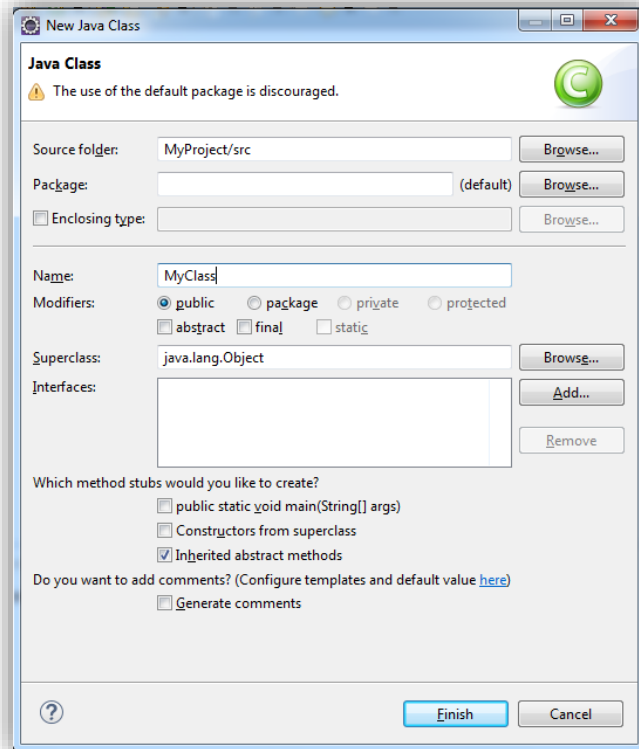 New Java Class
Java Class
The use of the default package is discouraged.
Source folder: MyProject/src Browse...
Package: (default) Browse...
Enclosing type: Browse...
Name: MyClass
Modifiers: public package private protected
abstract final static
Superclass: java.lang.Object Browse...
Interfaces: Add...
Remove
Which method stubs would you like to create?
public static void main(String[] args)
Constructors from superclass
Inherited abstract methods
Do you want to add comments? (Configure templates and default value here)
Generate comments
? Finish Cancel